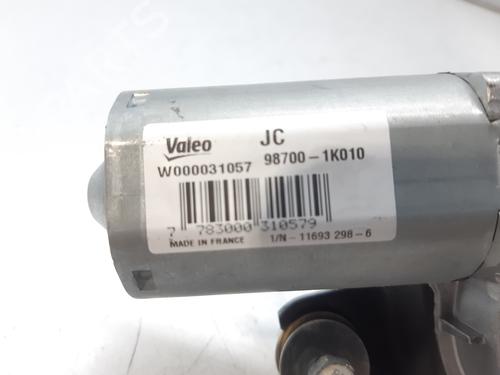 Valeo JC
W000031057 98700-1K010
7 783000 310579
MADE IN FRANCE 1/N - 11693 298 - 6